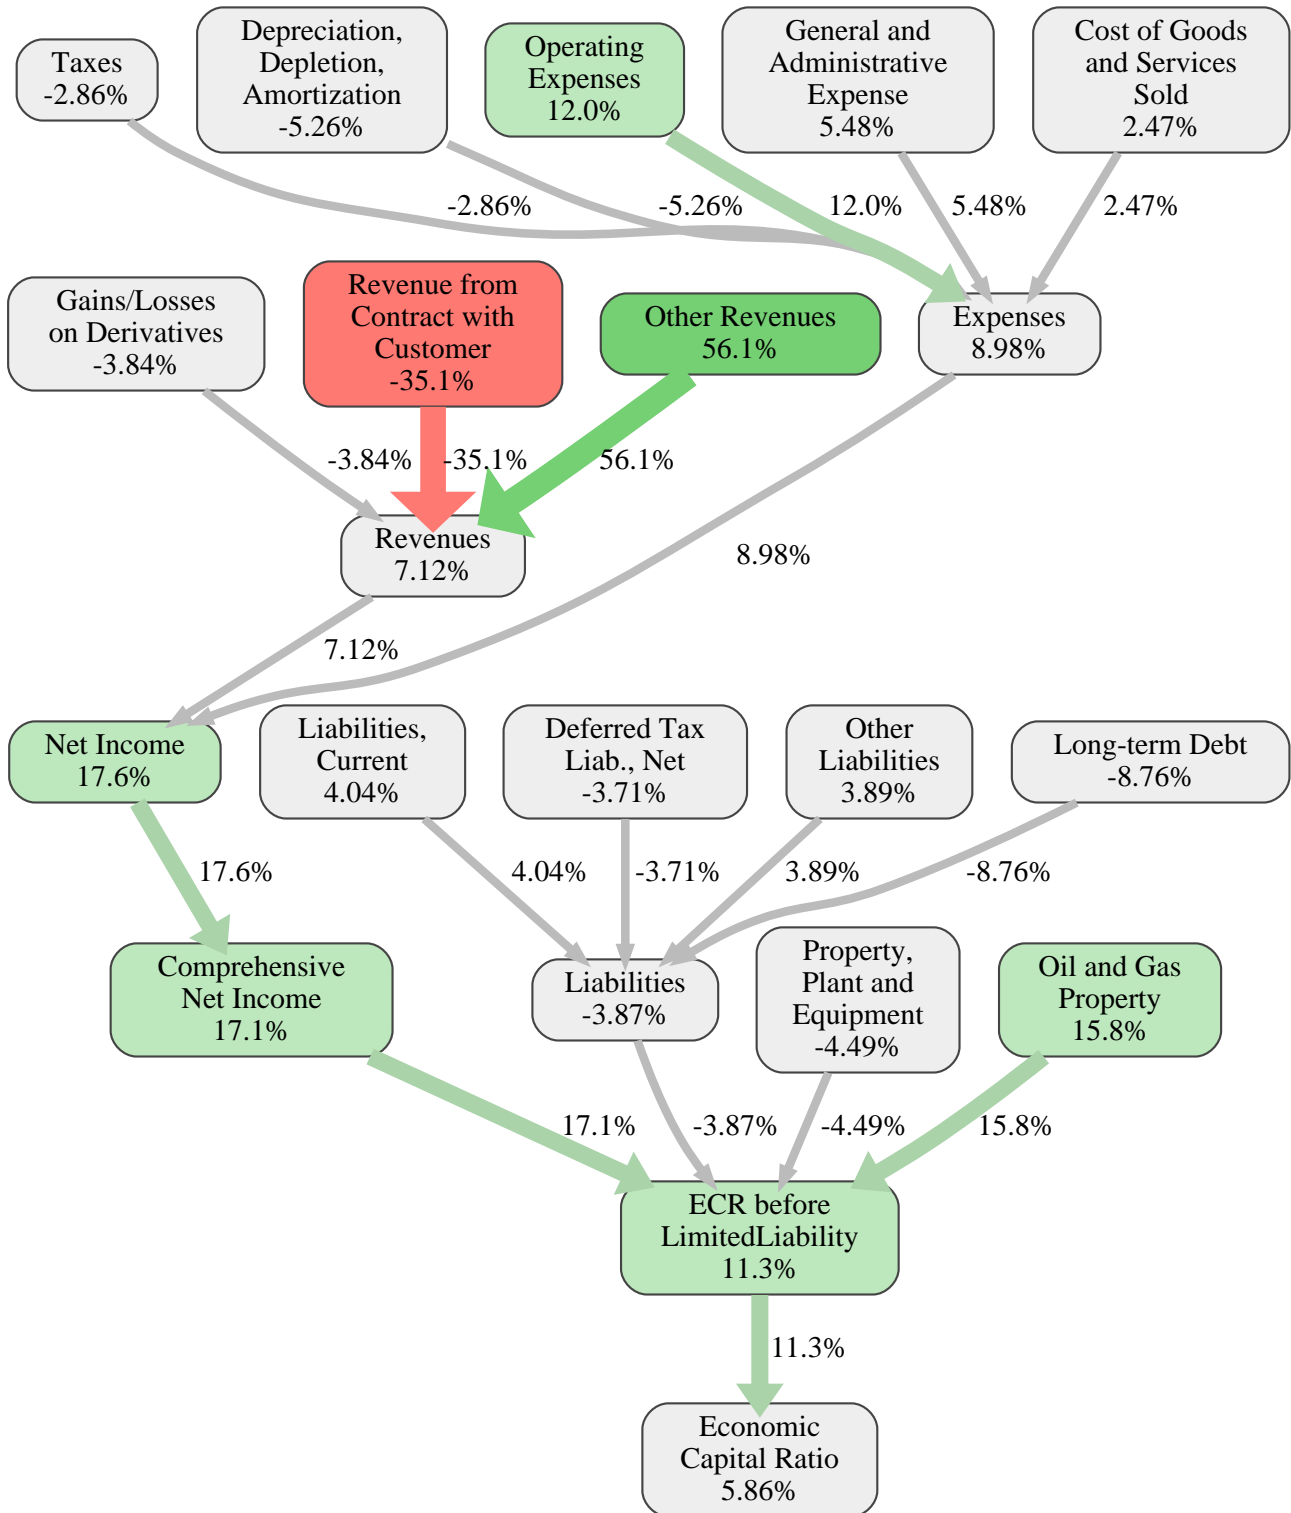 Taxes
-2.86%
Depreciation,
Depletion,
Amortization
-5.26%
Operating
Expenses
12.0%
General and
Administrative
Expense
5.48%
Cost of Goods
and Services
Sold
2.47%
-2.86%
-5.26%
12.0%
5.48%
2.47%
Gains/Losses
on Derivatives
-3.84%
Revenue from
Contract with
Customer
-35.1%
Other Revenues
56.1%
Expenses
8.98%
-3.84%
-35.1%
56.1%
Revenues
7.12%
8.98%
7.12%
Net Income
17.6%
Liabilities,
Current
4.04%
Deferred Tax
Liab., Net
-3.71%
Other
Liabilities
3.89%
Long-term Debt
-8.76%
17.6%
4.04%
-3.71%
3.89%
-8.76%
Comprehensive
Net Income
17.1%
Liabilities
-3.87%
Property,
Plant and
Equipment
-4.49%
Oil and Gas
Property
15.8%
17.1%
-3.87%
-4.49%
15.8%
ECR before
LimitedLiability
11.3%
11.3%
Economic
Capital Ratio
5.86%